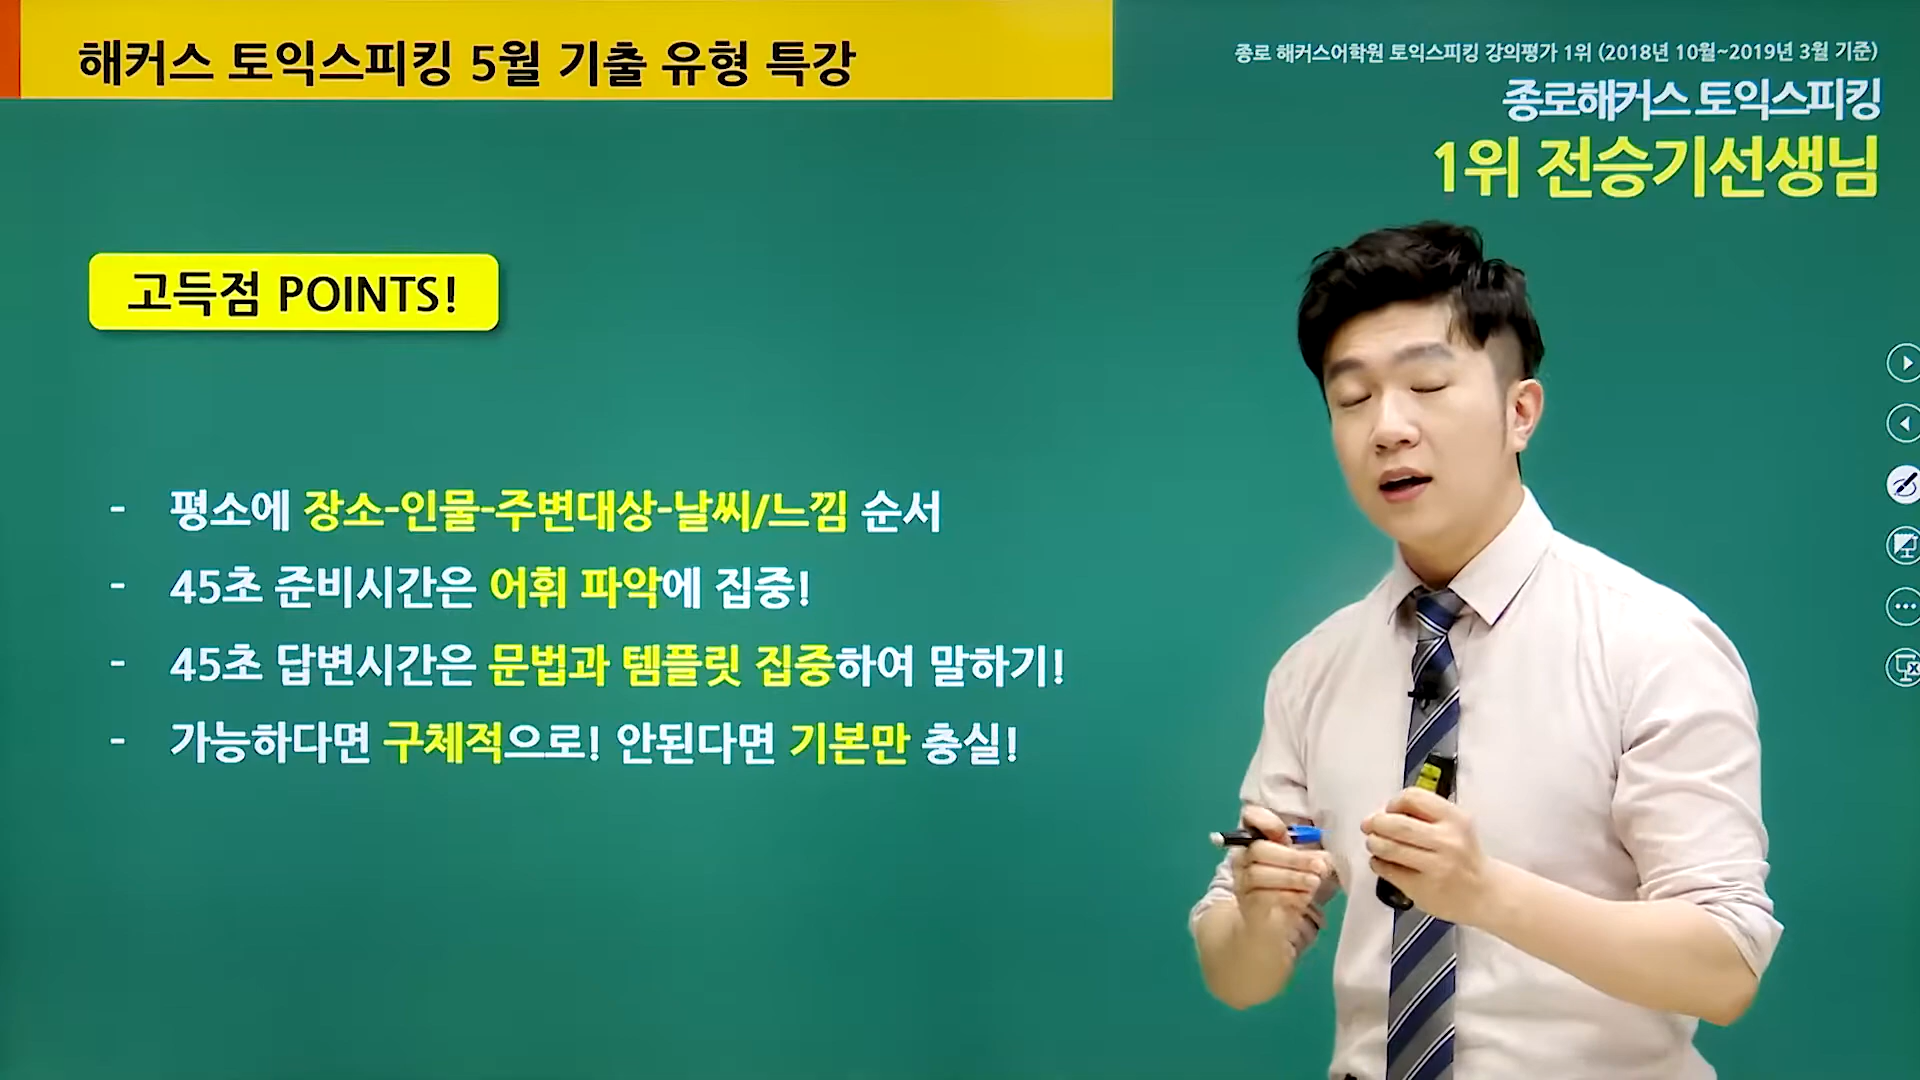 해커스 토익스피킹 5월 기출 유형 특강
종로 해커스어학원 토익스피킹 강의평가 1위 (2018년 10월~2019년 3월 기준)
종로해커스 토익스피킹
1위 전승기선생님
고득점 POINTS!
- 평소에 장소-인물-주변대상-날씨/느낌 순서
- 45초 준비시간은 어휘 파악에 집중!
- 45초 답변시간은 문법과 템플릿 집중하여 말하기!
- 가능하다면 구체적으로! 안된다면 기본만 충실!